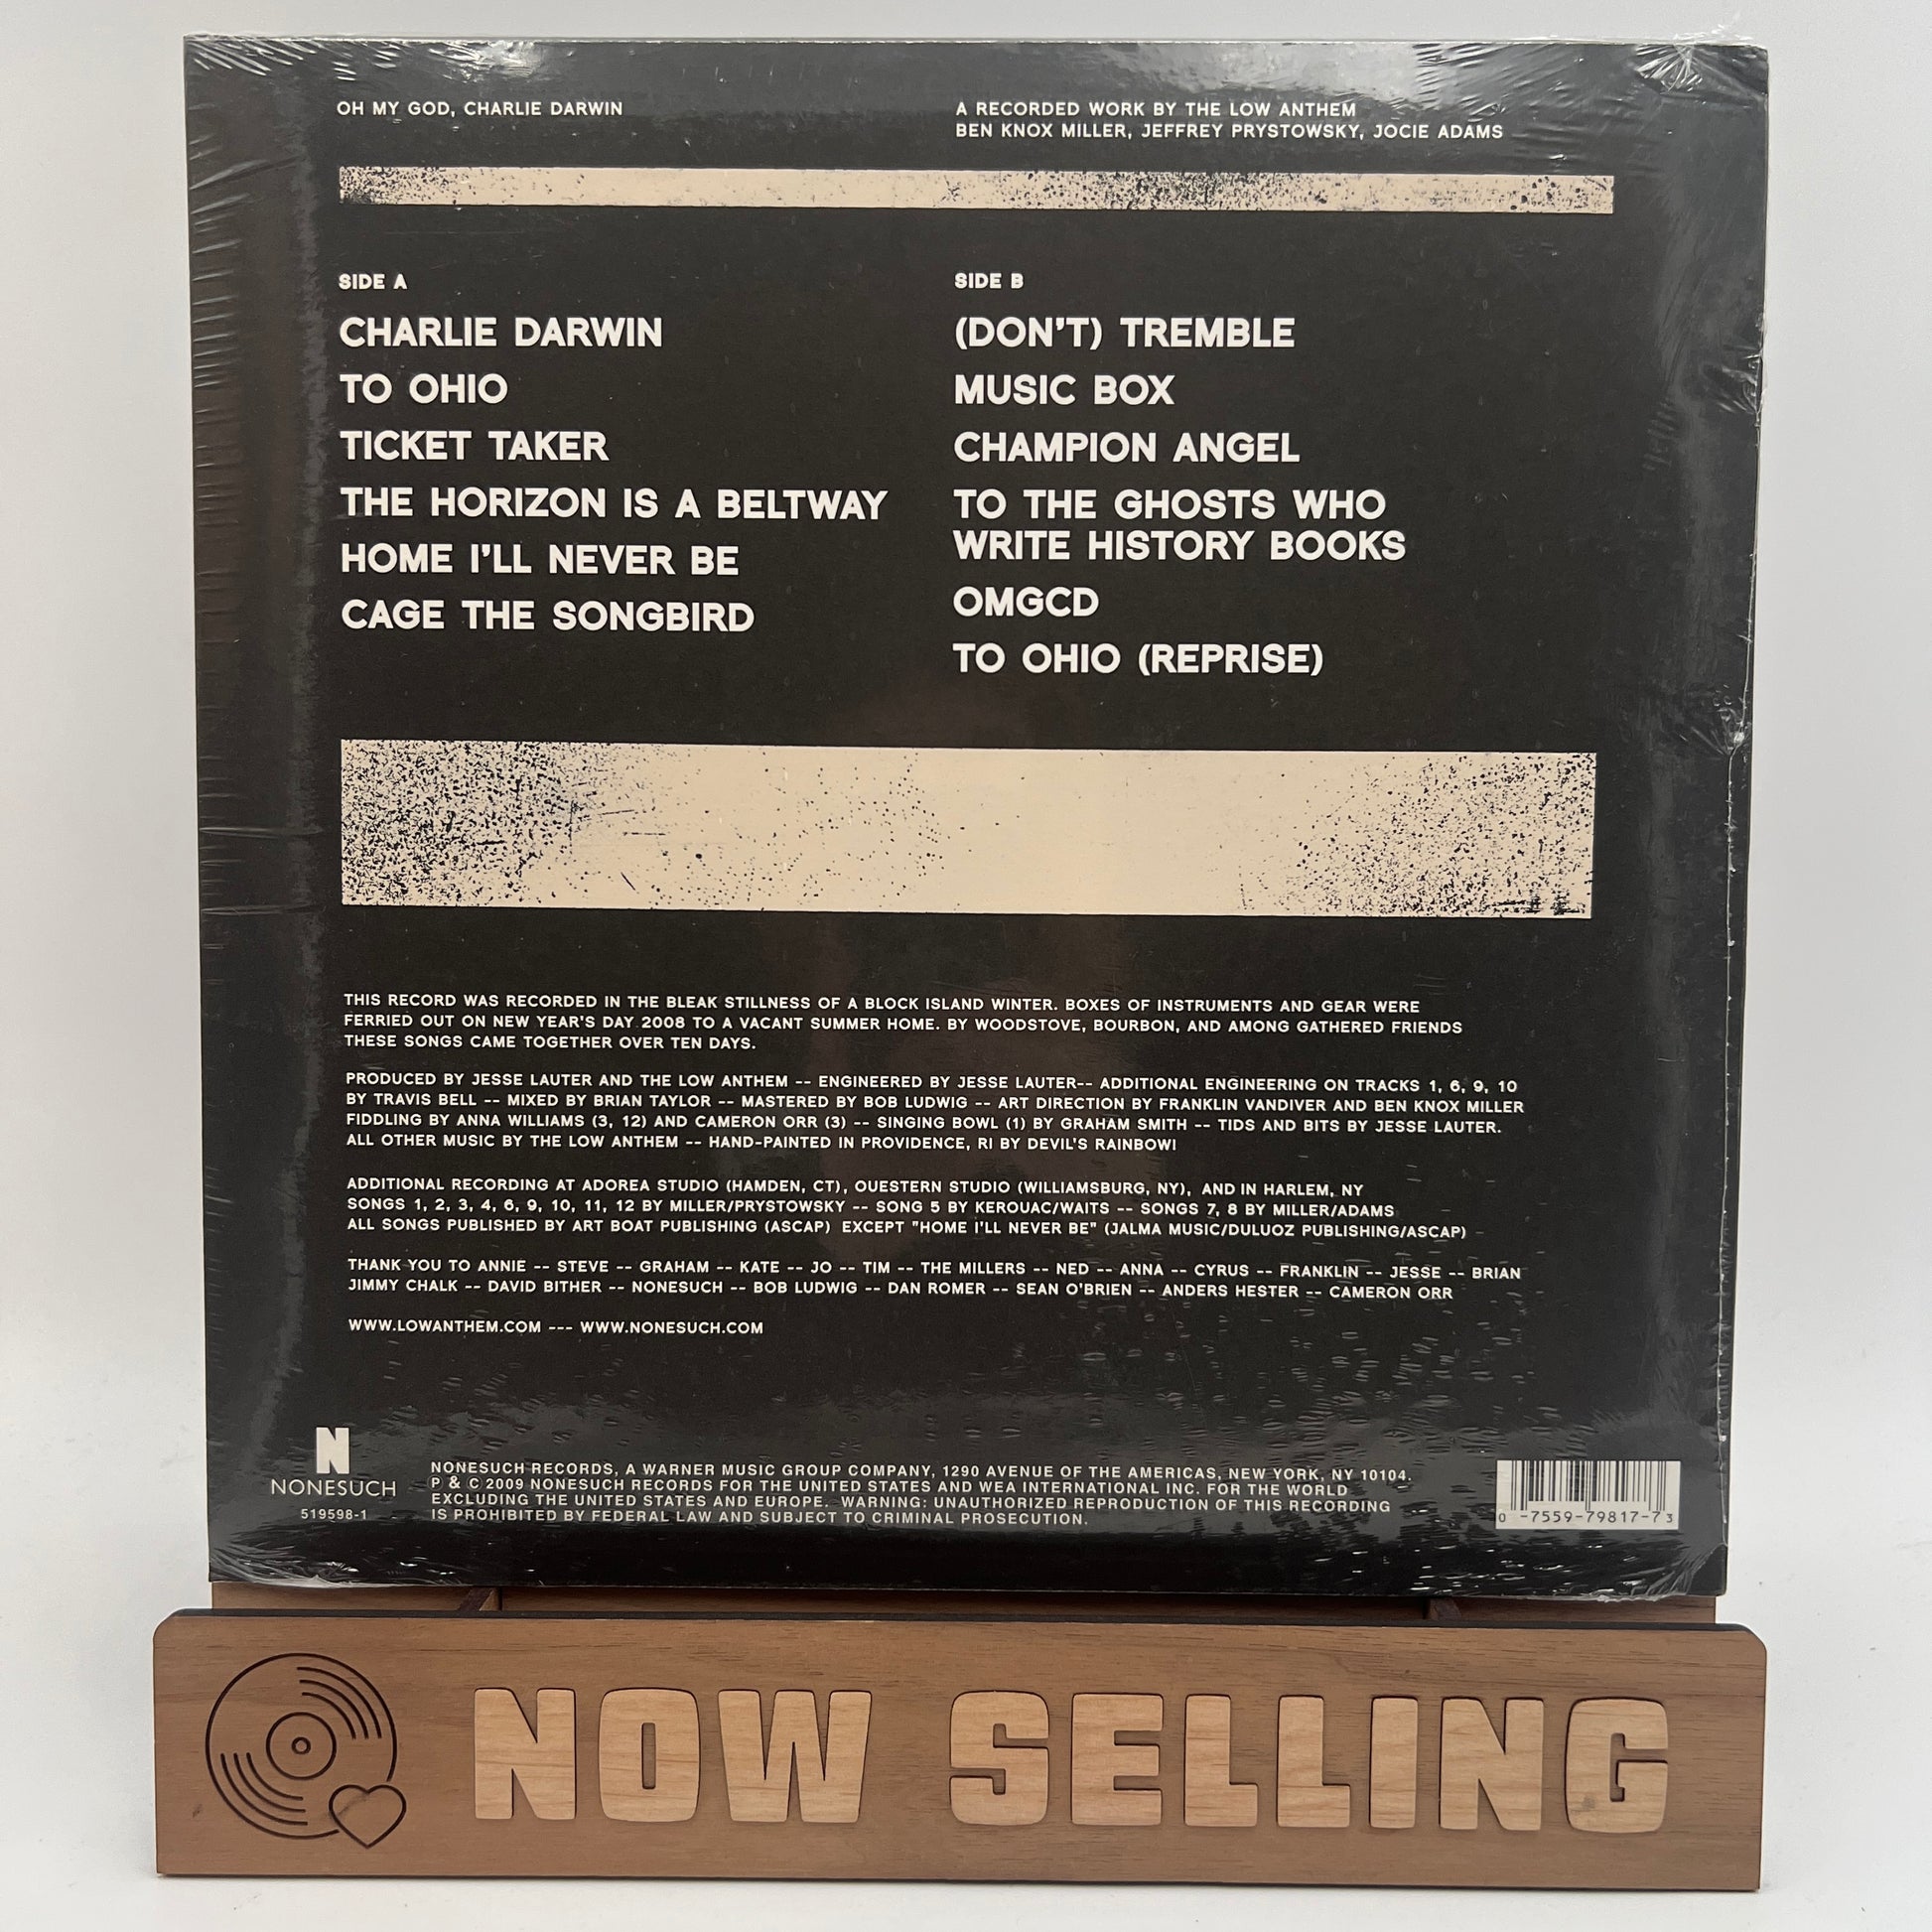 OH MY GOD, CHARLIE DARWIN
A RECORDED WORK BY THE LOW ANTHEM
BEN KNOX MILLER, JEFFREY PRYSTOWSKY, JOCIE ADAMS
SIDE A
CHARLIE DARWIN
TO OHIO
TICKET TAKER
THE HORIZON IS A BELTWAY
HOME I'LL NEVER BE
CAGE THE SONGBIRD
SIDE B
(DON'T) TREMBLE
MUSIC BOX
CHAMPION ANGEL
TO THE GHOSTS WHO
WRITE HISTORY BOOKS
OMGCD
TO OHIO (REPRISE)
THIS RECORD WAS RECORDED IN THE BLEAK STILLNESS OF A BLOCK ISLAND WINTER. BOXES OF INSTRUMENTS AND GEAR WERE
FERRIED OUT ON NEW YEAR'S DAY 2008 TO A VACANT SUMMER HOME. BY WOODSTOVE, BOURBON, AND AMONG GATHERED FRIENDS
THESE SONGS CAME TOGETHER OVER TEN DAYS.
PRODUCED BY JESSE LAUTER AND THE LOW ANTHEM -- ENGINEERED BY JESSE LAUTER-- ADDITIONAL ENGINEERING ON TRACKS 1, 6, 9, 10
BY TRAVIS BELL -- MIXED BY BRIAN TAYLOR -- MASTERED BY BOB LUDWIG -- ART DIRECTION BY FRANKLIN VANDIVER AND BEN KNOX MILLER
FIDDLING BY ANNA WILLIAMS (3, 12) AND CAMERON ORR (3) -- SINGING BOWL (1) BY GRAHAM SMITH -- TIDS AND BITS BY JESSE LAUTER.
ALL OTHER MUSIC BY THE LOW ANTHEM -- HAND-PAINTED IN PROVIDENCE, RI BY DEVIL'S RAINBOW!
ADDITIONAL RECORDING AT ADOREA STUDIO (HAMDEN, CT), OUESTERN STUDIO (WILLIAMSBURG, NY), AND IN HARLEM, NY
SONGS 1, 2, 3, 4, 6, 9, 10, 11, 12 BY MILLER/PRYSTOWSKY -- SONG 5 BY KEROUAC/WAITS -- SONGS 7, 8 BY MILLER/ADAMS
ALL SONGS PUBLISHED BY ART BOAT PUBLISHING (ASCAP) EXCEPT "HOME I'LL NEVER BE" (JALMA MUSIC/DULUOZ PUBLISHING/ASCAP)
THANK YOU TO ANNIE -- STEVE -- GRAHAM -- KATE -- JO -- TIM -- THE MILLERS -- NED -- ANNA -- CYRUS -- FRANKLIN -- JESSE -- BRIAN
JIMMY CHALK -- DAVID BITHER -- NONESUCH -- BOB LUDWIG -- DAN ROMER -- SEAN O'BRIEN -- ANDERS HESTER -- CAMERON ORR
WWW.LOWANTHEM.COM --- WWW.NONESUCH.COM
N
NONESUCH
519598-1
NONESUCH RECORDS, A WARNER MUSIC GROUP COMPANY, 1290 AVENUE OF THE AMERICAS, NEW YORK, NY 10104.
P & C 2009 NONESUCH RECORDS FOR THE UNITED STATES AND WEA INTERNATIONAL INC. FOR THE WORLD
EXCLUDING THE UNITED STATES AND EUROPE. WARNING: UNAUTHORIZED REPRODUCTION OF THIS RECORDING
IS PROHIBITED BY FEDERAL LAW AND SUBJECT TO CRIMINAL PROSECUTION.
0 -7559-79817-7 3
NOW SELLING